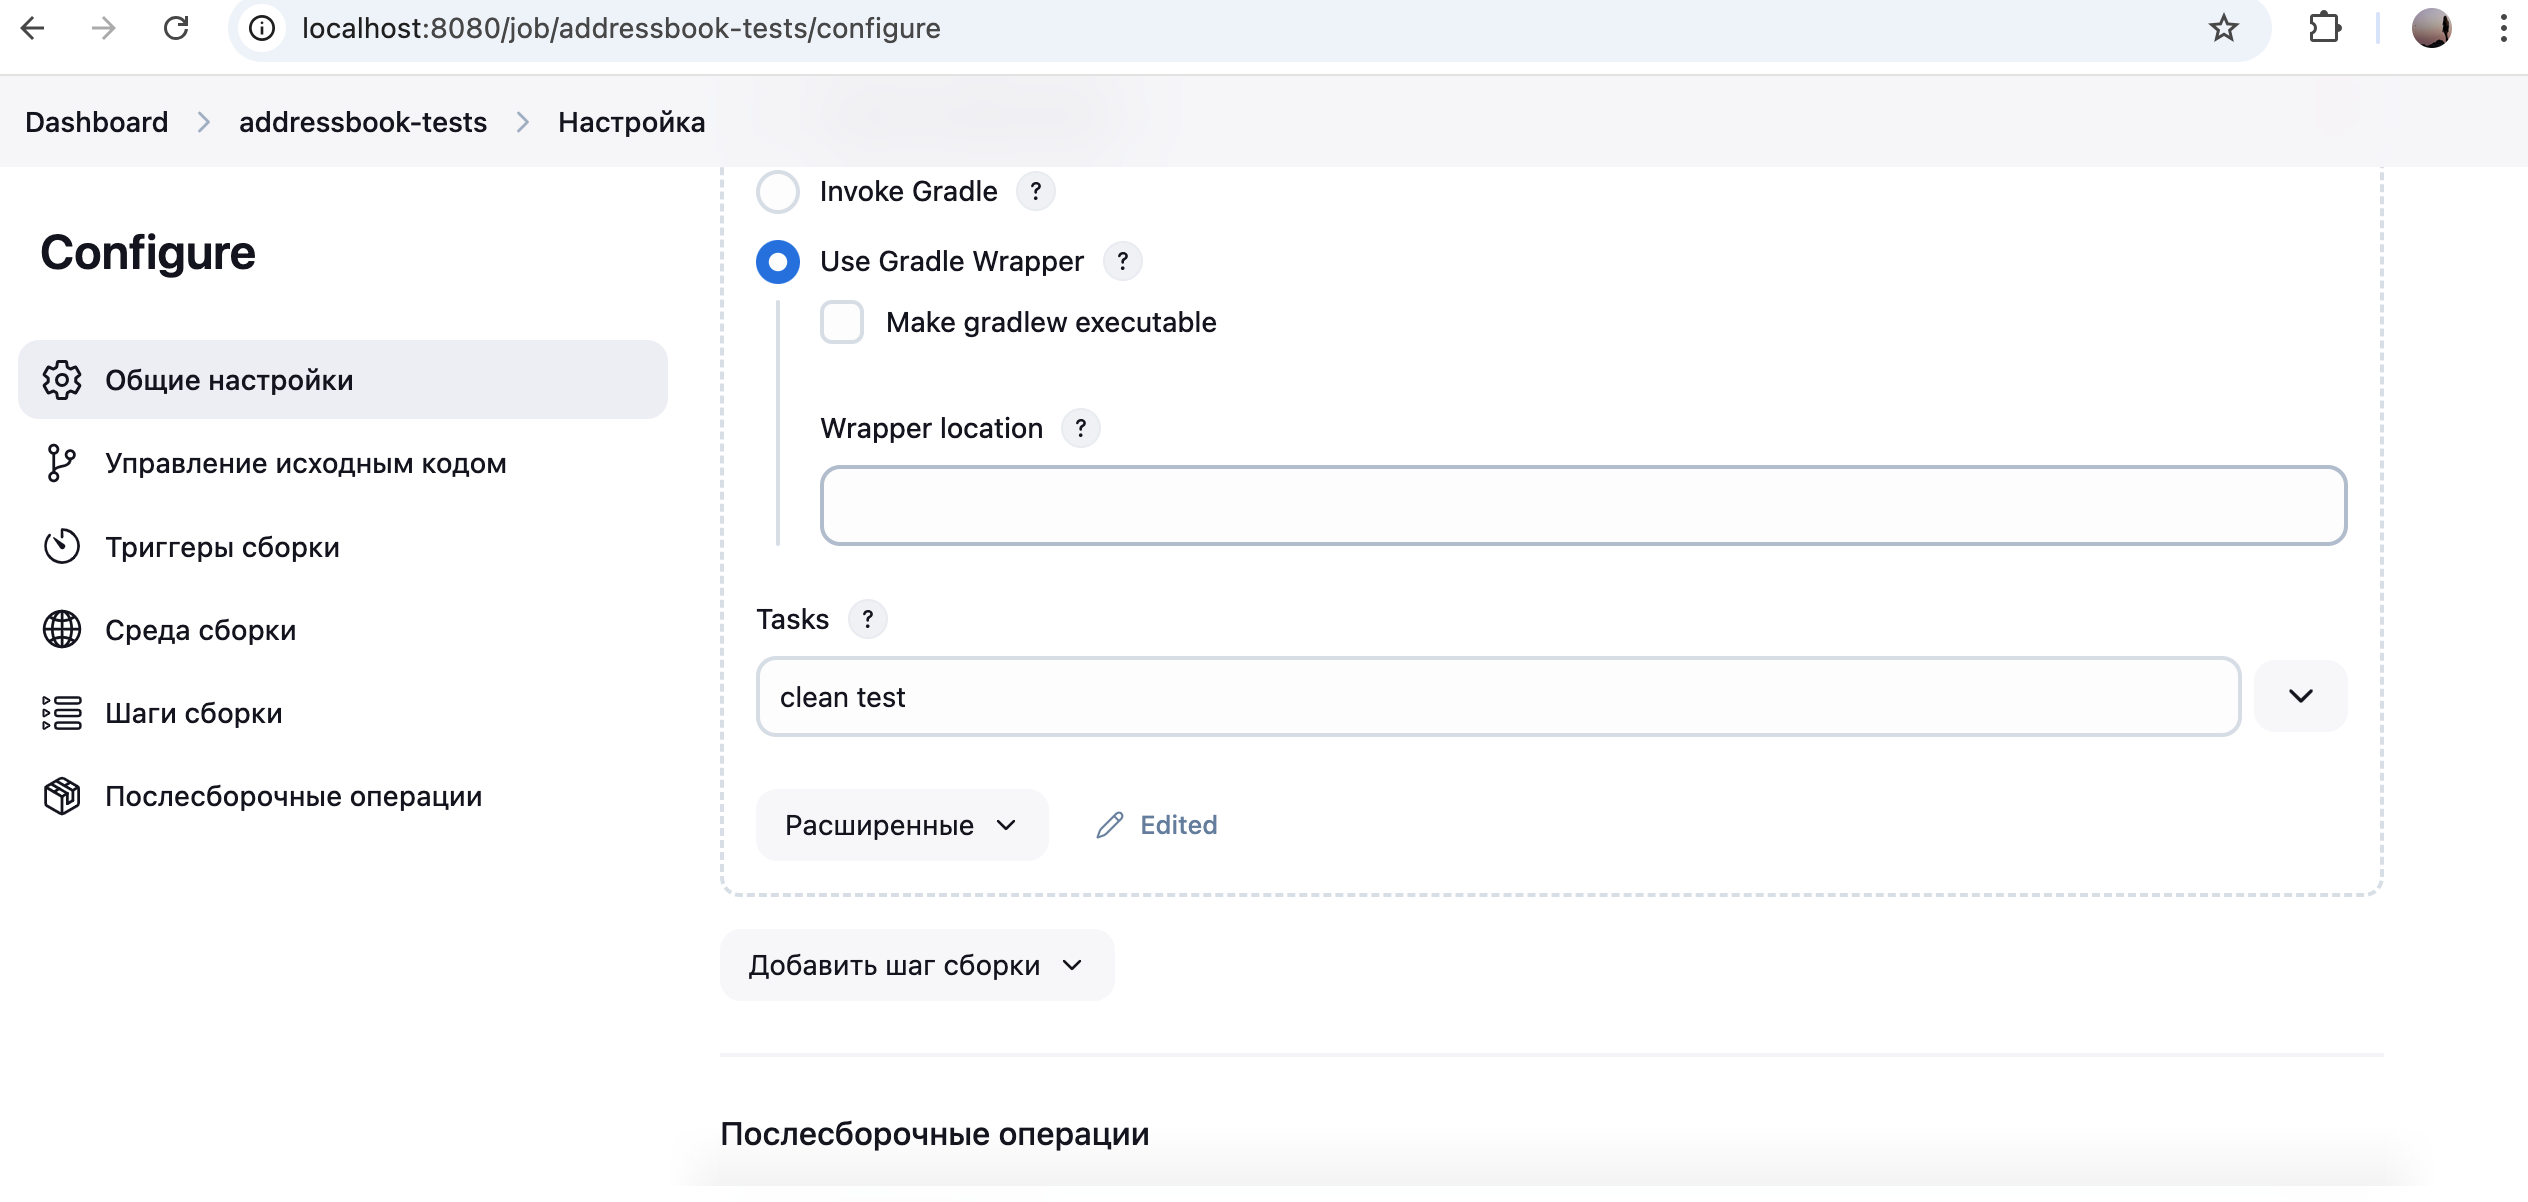 localhost:8080/job/addressbook-tests/configure
Dashboard > addressbook-tests > Настройка
Configure
Общие настройки
Управление исходным кодом
Триггеры сборки
Среда сборки
Шаги сборки
Послесборочные операции
Invoke Gradle ?
Use Gradle Wrapper ?
Make gradlew executable
Wrapper location ?
Tasks ?
clean test
Расширенные
Edited
Добавить шаг сборки
Послесборочные операции